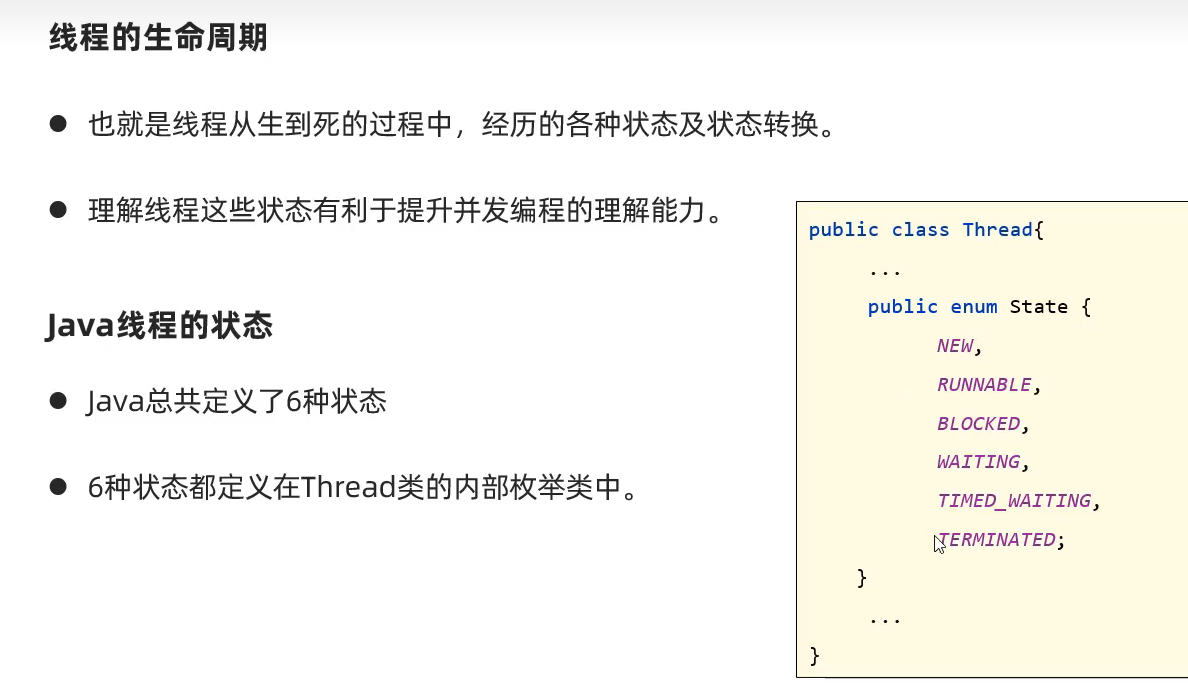 线程的生命周期
● 也就是线程从生到死的过程中，经历的各种状态及状态转换。
● 理解线程这些状态有利于提升并发编程的理解能力。
Java线程的状态
● Java总共定义了6种状态
● 6种状态都定义在Thread类的内部枚举类中。
public class Thread{
...
public enum State {
NEW,
RUNNABLE,
BLOCKED,
WAITING,
TIMED_WAITING,
TERMINATED;
}
...
}